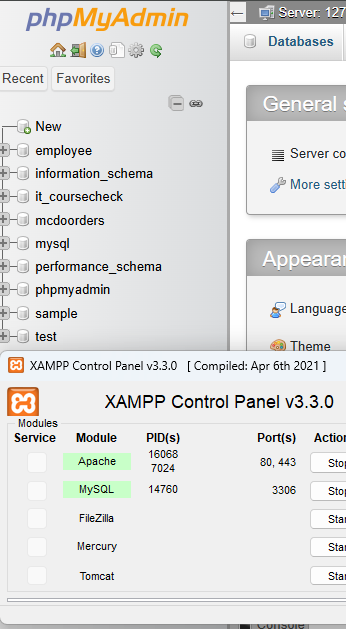 phpMyAdmin
Server: 127
Databases
Recent
Favorites
General s
New
employee
information_schema
it_coursecheck
mcdoorders
mysql
performance_schema
phpmyadmin
sample
test
Server co
More setti
Appearan
Language
Theme
XAMPP Control Panel v3.3.0 [ Compiled: Apr 6th 2021 ]
XAMPP Control Panel v3.3.0
Modules
Service Module PID(s) Port(s) Action
Apache 16068 7024 80, 443 Stop
MySQL 14760 3306 Stop
FileZilla Star
Mercury Star
Tomcat Star
Console